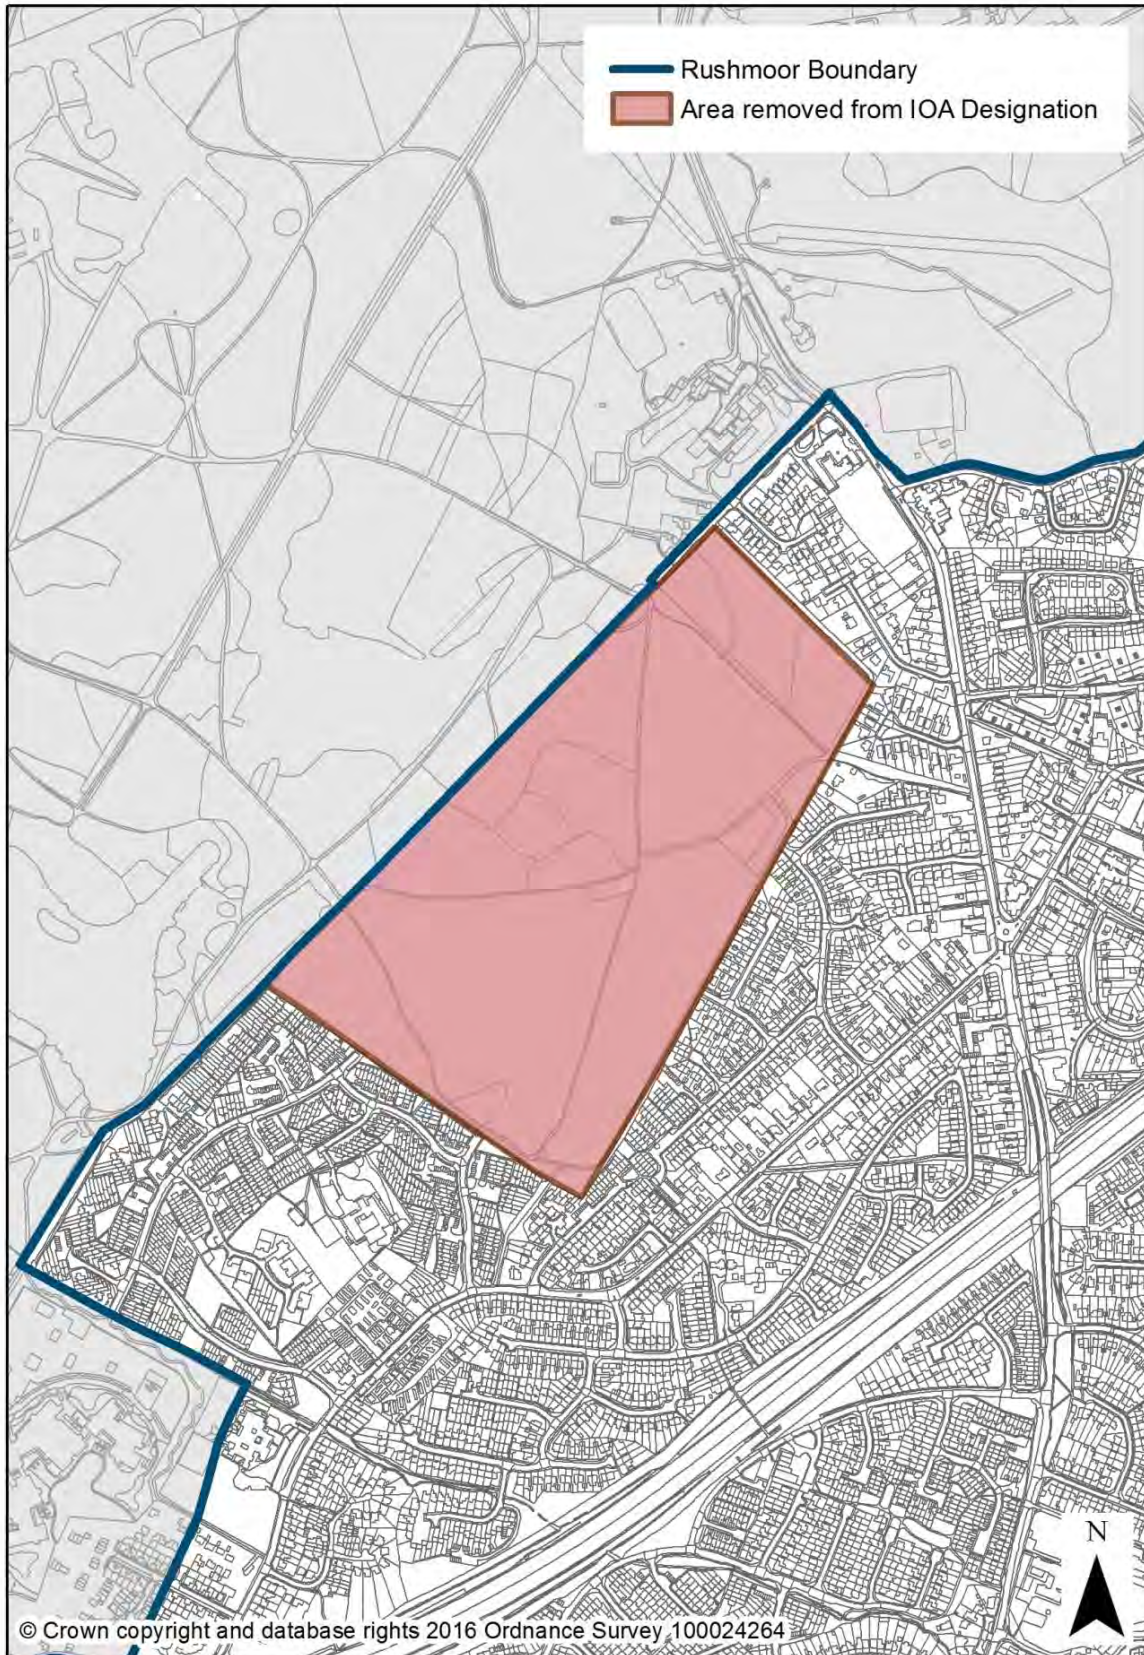 Rushmoor Boundary
Area removed from IOA Designation
N
© Crown copyright and database rights 2016 Ordnance Survey 100024264